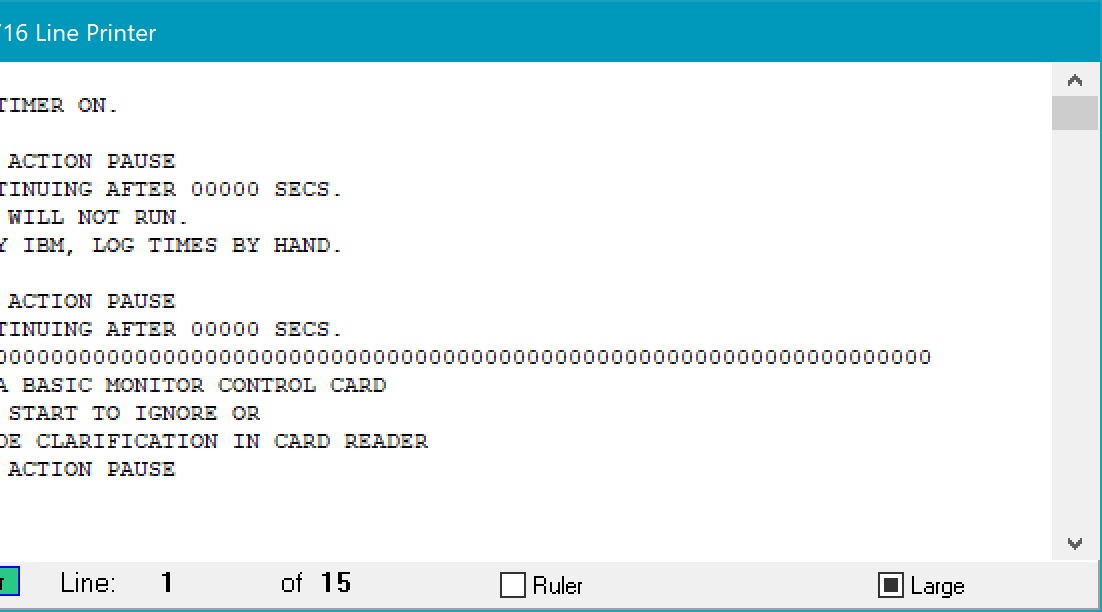 716 Line Printer
TIMER ON.
ACTION PAUSE
TINUING AFTER 00000 SECS.
WILL NOT RUN.
Y IBM, LOG TIMES BY HAND.
ACTION PAUSE
TINUING AFTER 00000 SECS.
0000000000000000000000000000000000000000000000000000000000000000000
A BASIC MONITOR CONTROL CARD
START TO IGNORE OR
DE CLARIFICATION IN CARD READER
ACTION PAUSE
Line: 1 of 15 Ruler Large